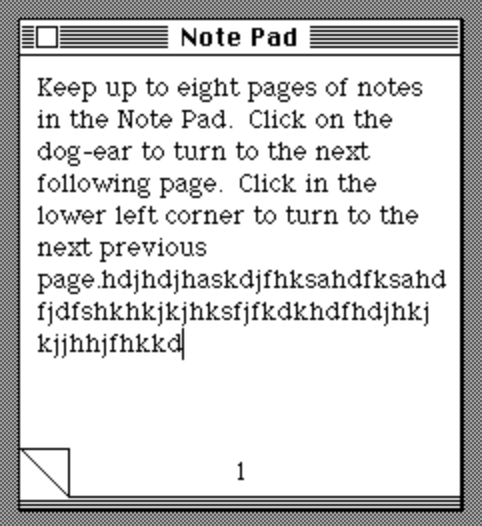 Note Pad
Keep up to eight pages of notes
in the Note Pad.  Click on the
dog-ear to turn to the next
following page.  Click in the
lower left corner to turn to the
next previous
page.hdjhdjhaskdjfhksahdfksahd
fjdfshkhkjkjhksfjfkdkhdfhdjhkj
kjjhhjfhkkd
1